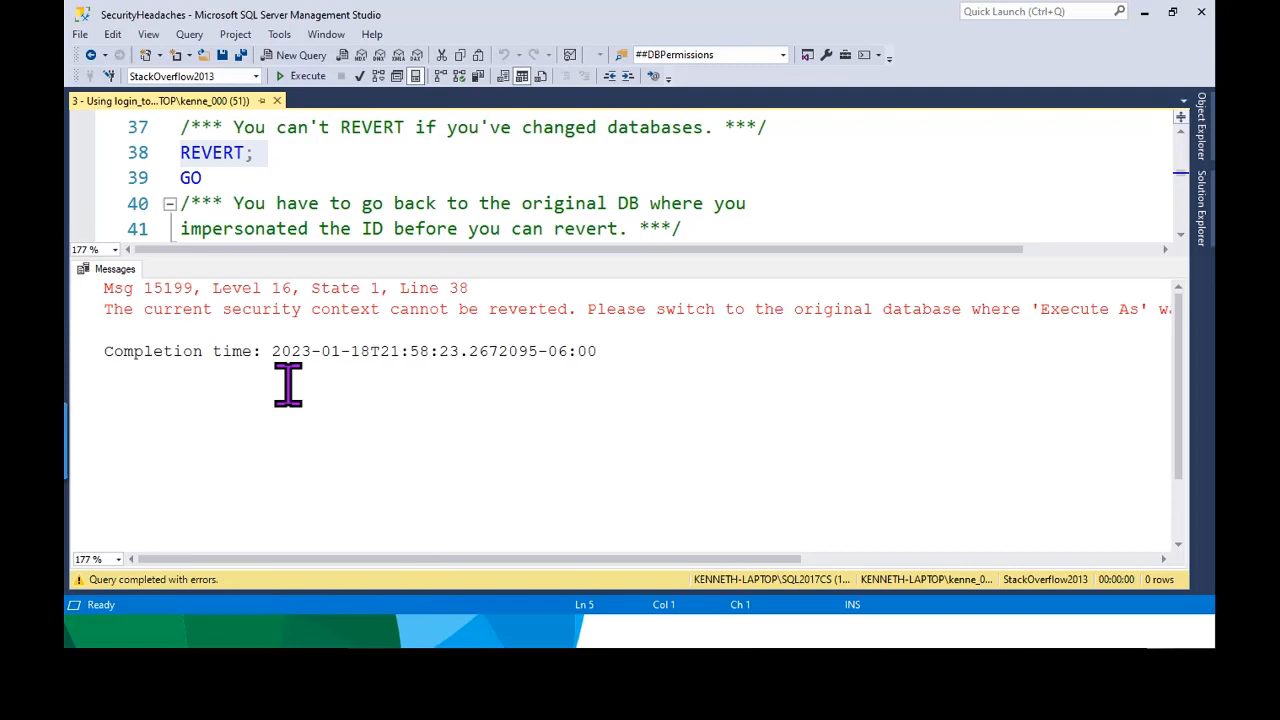 SecurityHeadaches - Microsoft SQL Server Management Studio
Quick Launch (Ctrl+Q)
File Edit View Query Project Tools Window Help
New Query ##DBPermissions
StackOverflow2013 Execute
3 - Using login_to...TOP\kenne_000 (51))
37 /*** You can't REVERT if you've changed databases. ***/
38 REVERT;
39 GO
40 /*** You have to go back to the original DB where you
41 impersonated the ID before you can revert. ***/
177 %
Messages
Msg 15199, Level 16, State 1, Line 38
The current security context cannot be reverted. Please switch to the original database where 'Execute As'
Completion time: 2023-01-18T21:58:23.2672095-06:00
177 %
Query completed with errors. KENNETH-LAPTOP\SQL2017CS (1... KENNETH-LAPTOP\kenne_0... StackOverflow2013 00:00:00 0 rows
Ready Ln 5 Col 1 Ch 1 INS
Object Explorer
Solution Explorer